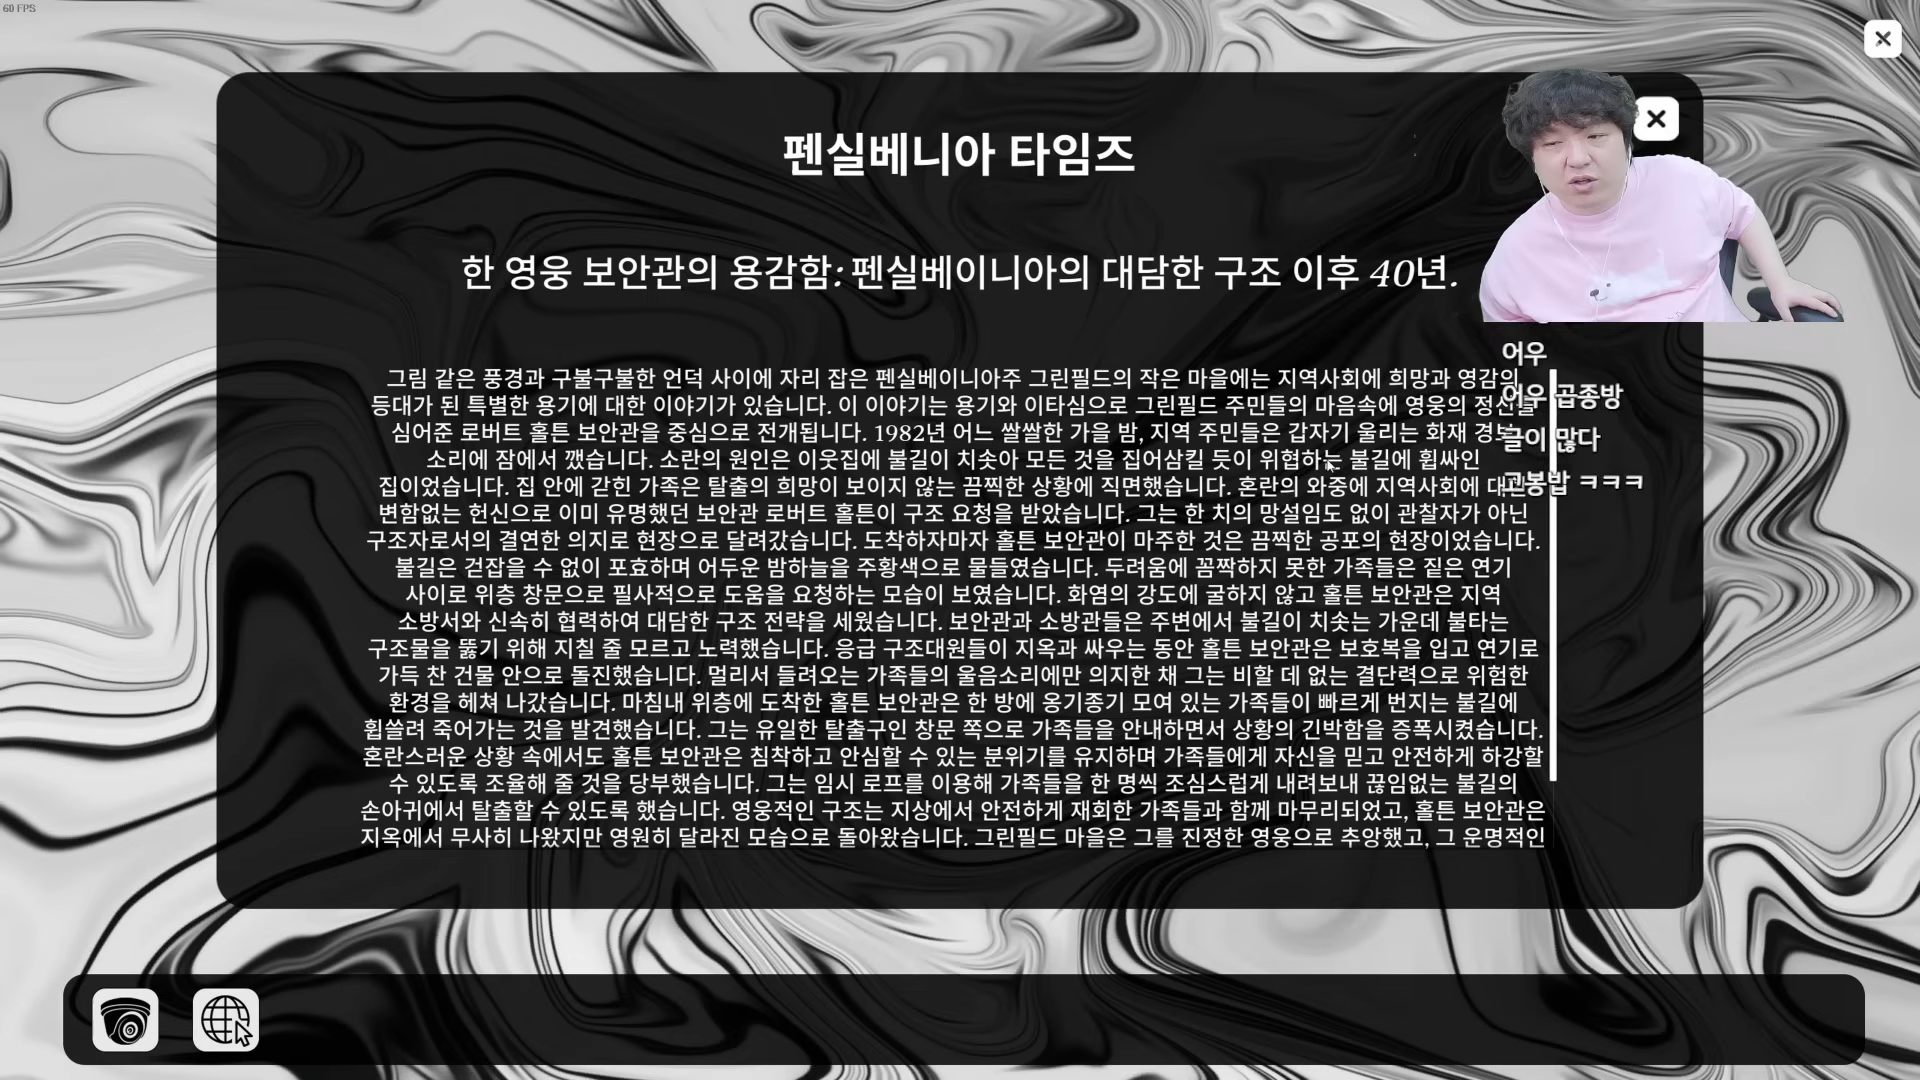 60 FPS
펜실베니아 타임즈
한 영웅 보안관의 용감함: 펜실베이니아의 대담한 구조 이후 40년.
그림 같은 풍경과 구불구불한 언덕 사이에 자리 잡은 펜실베이니아주 그린필드의 작은 마을에는 지역사회에 희망과 영감의
등대가 된 특별한 용기에 대한 이야기가 있습니다. 이 이야기는 용기와 이타심으로 그린필드 주민들의 마음속에 영웅의
심어준 로버트 홀튼 보안관을 중심으로 전개됩니다. 1982년 어느 쌀쌀한 가을 밤, 지역 주민들은 갑자기 울리는 화재
소리에 잠에서 깼습니다. 소란의 원인은 이웃집에 불길이 치솟아 모든 것을 집어삼킬 듯이 위협하는 불길에 휩싸인
집이었습니다. 집 안에 갇힌 가족은 탈출의 희망이 보이지 않는 끔찍한 상황에 직면했습니다. 혼란의 와중에 지역사회에
변함없는 헌신으로 이미 유명했던 보안관 로버트 홀튼이 구조 요청을 받았습니다. 그는 한 치의 망설임도 없이 관찰자가 아닌
구조자로서의 결연한 의지로 현장으로 달려갔습니다. 도착하자마자 홀튼 보안관이 마주한 것은 끔찍한 공포의 현장이었습니다.
불길은 걷잡을 수 없이 포효하며 어두운 밤하늘을 주황색으로 물들였습니다. 두려움에 꼼짝하지 못한 가족들은 짙은 연기
사이로 위층 창문으로 필사적으로 도움을 요청하는 모습이 보였습니다. 화염의 강도에 굴하지 않고 홀튼 보안관은 지역
소방서와 신속히 협력하여 대담한 구조 전략을 세웠습니다. 보안관과 소방관들은 주변에서 불길이 치솟는 가운데 불타는
구조물을 뚫기 위해 지칠 줄 모르고 노력했습니다. 응급 구조대원들이 지옥과 싸우는 동안 홀튼 보안관은 보호복을 입고 연기로
가득 찬 건물 안으로 돌진했습니다. 멀리서 들려오는 가족들의 울음소리에만 의지한 채 그는 비할 데 없는 결단력으로 위험한
환경을 헤쳐 나갔습니다. 마침내 위층에 도착한 홀튼 보안관은 한 방에 옹기종기 모여 있는 가족들이 빠르게 번지는 불길에
휩쓸려 죽어가는 것을 발견했습니다. 그는 유일한 탈출구인 창문 쪽으로 가족들을 안내하면서 상황의 긴박함을 증폭시켰습니다.
혼란스러운 상황 속에서도 홀튼 보안관은 침착하고 안심할 수 있는 분위기를 유지하며 가족들에게 자신을 믿고 안전하게 하강할
수 있도록 조율해 줄 것을 당부했습니다. 그는 임시 로프를 이용해 가족들을 한 명씩 조심스럽게 내려보내 끊임없는 불길의
손아귀에서 탈출할 수 있도록 했습니다. 영웅적인 구조는 지상에서 안전하게 재회한 가족들과 함께 마무리되었고, 홀튼 보안관은
지옥에서 무사히 나왔지만 영원히 달라진 모습으로 돌아왔습니다. 그린필드 마을은 그를 진정한 영웅으로 추앙했고, 그 운명적인
어우
어우 곱종방
글이 많다
고봉밥 ㅋㅋㅋ